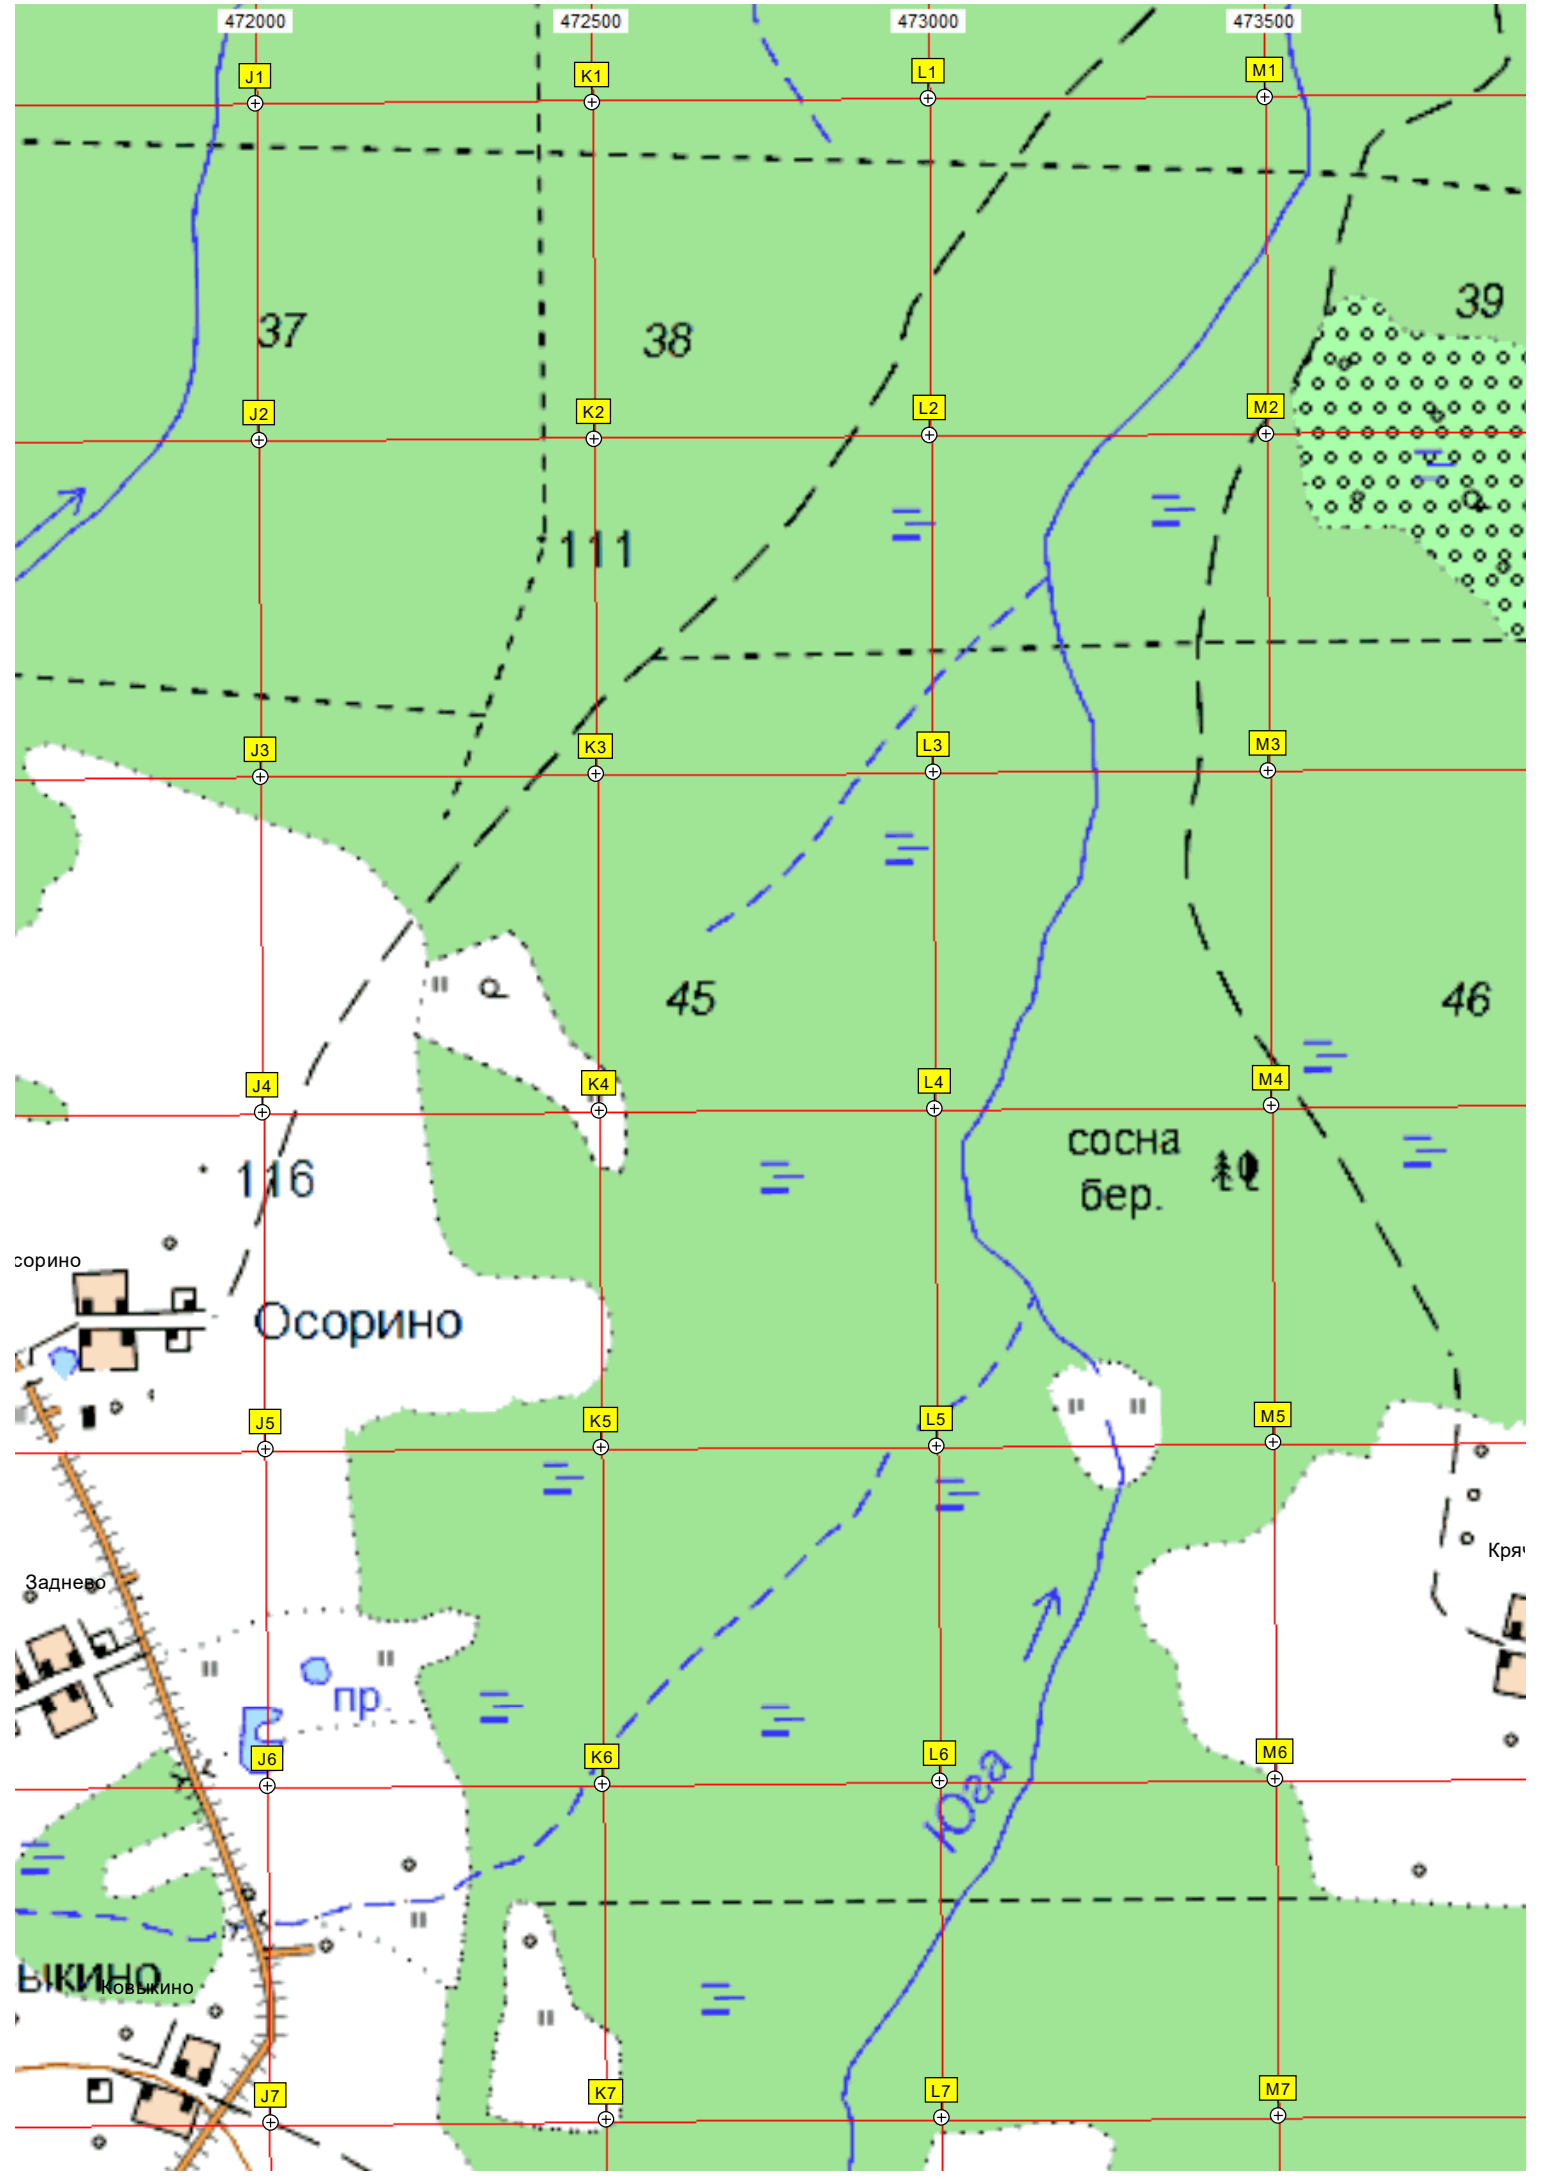 472000 472500 473000 473500
J1 K1 L1 M1
37 38 39
J2 K2 L2 M2
111
J3 K3 L3 M3
45 46
J4 K4 L4 M4
сосна
бер.
116
сорино
Осорино
J5 K5 L5 M5
Кряч
Заднево
пр.
J6 K6 L6 M6
Юга
ыкино
Ковыкино
J7 K7 L7 M7